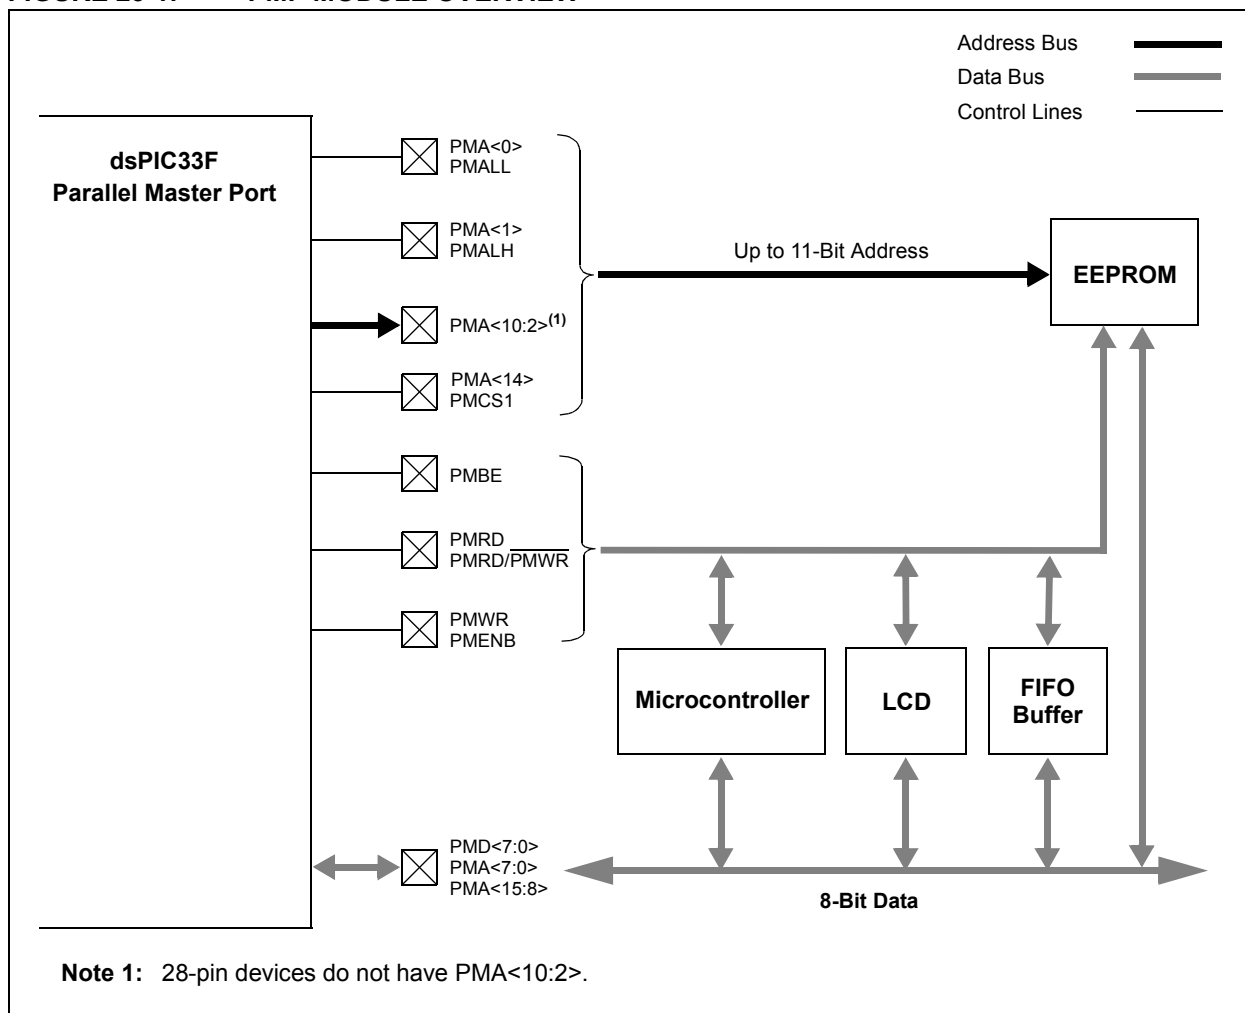 Address Bus
Data Bus
Control Lines
dsPIC33F
Parallel Master Port
PMA<0>
PMALL
PMA<1>
PMALH
PMA<10:2>(1)
PMA<14>
PMCS1
Up to 11-Bit Address
EEPROM
PMBE
PMRD
PMRD/PMWR
PMWR
PMENB
Microcontroller
LCD
FIFO
Buffer
PMD<7:0>
PMA<7:0>
PMA<15:8>
8-Bit Data
Note 1: 28-pin devices do not have PMA<10:2>.